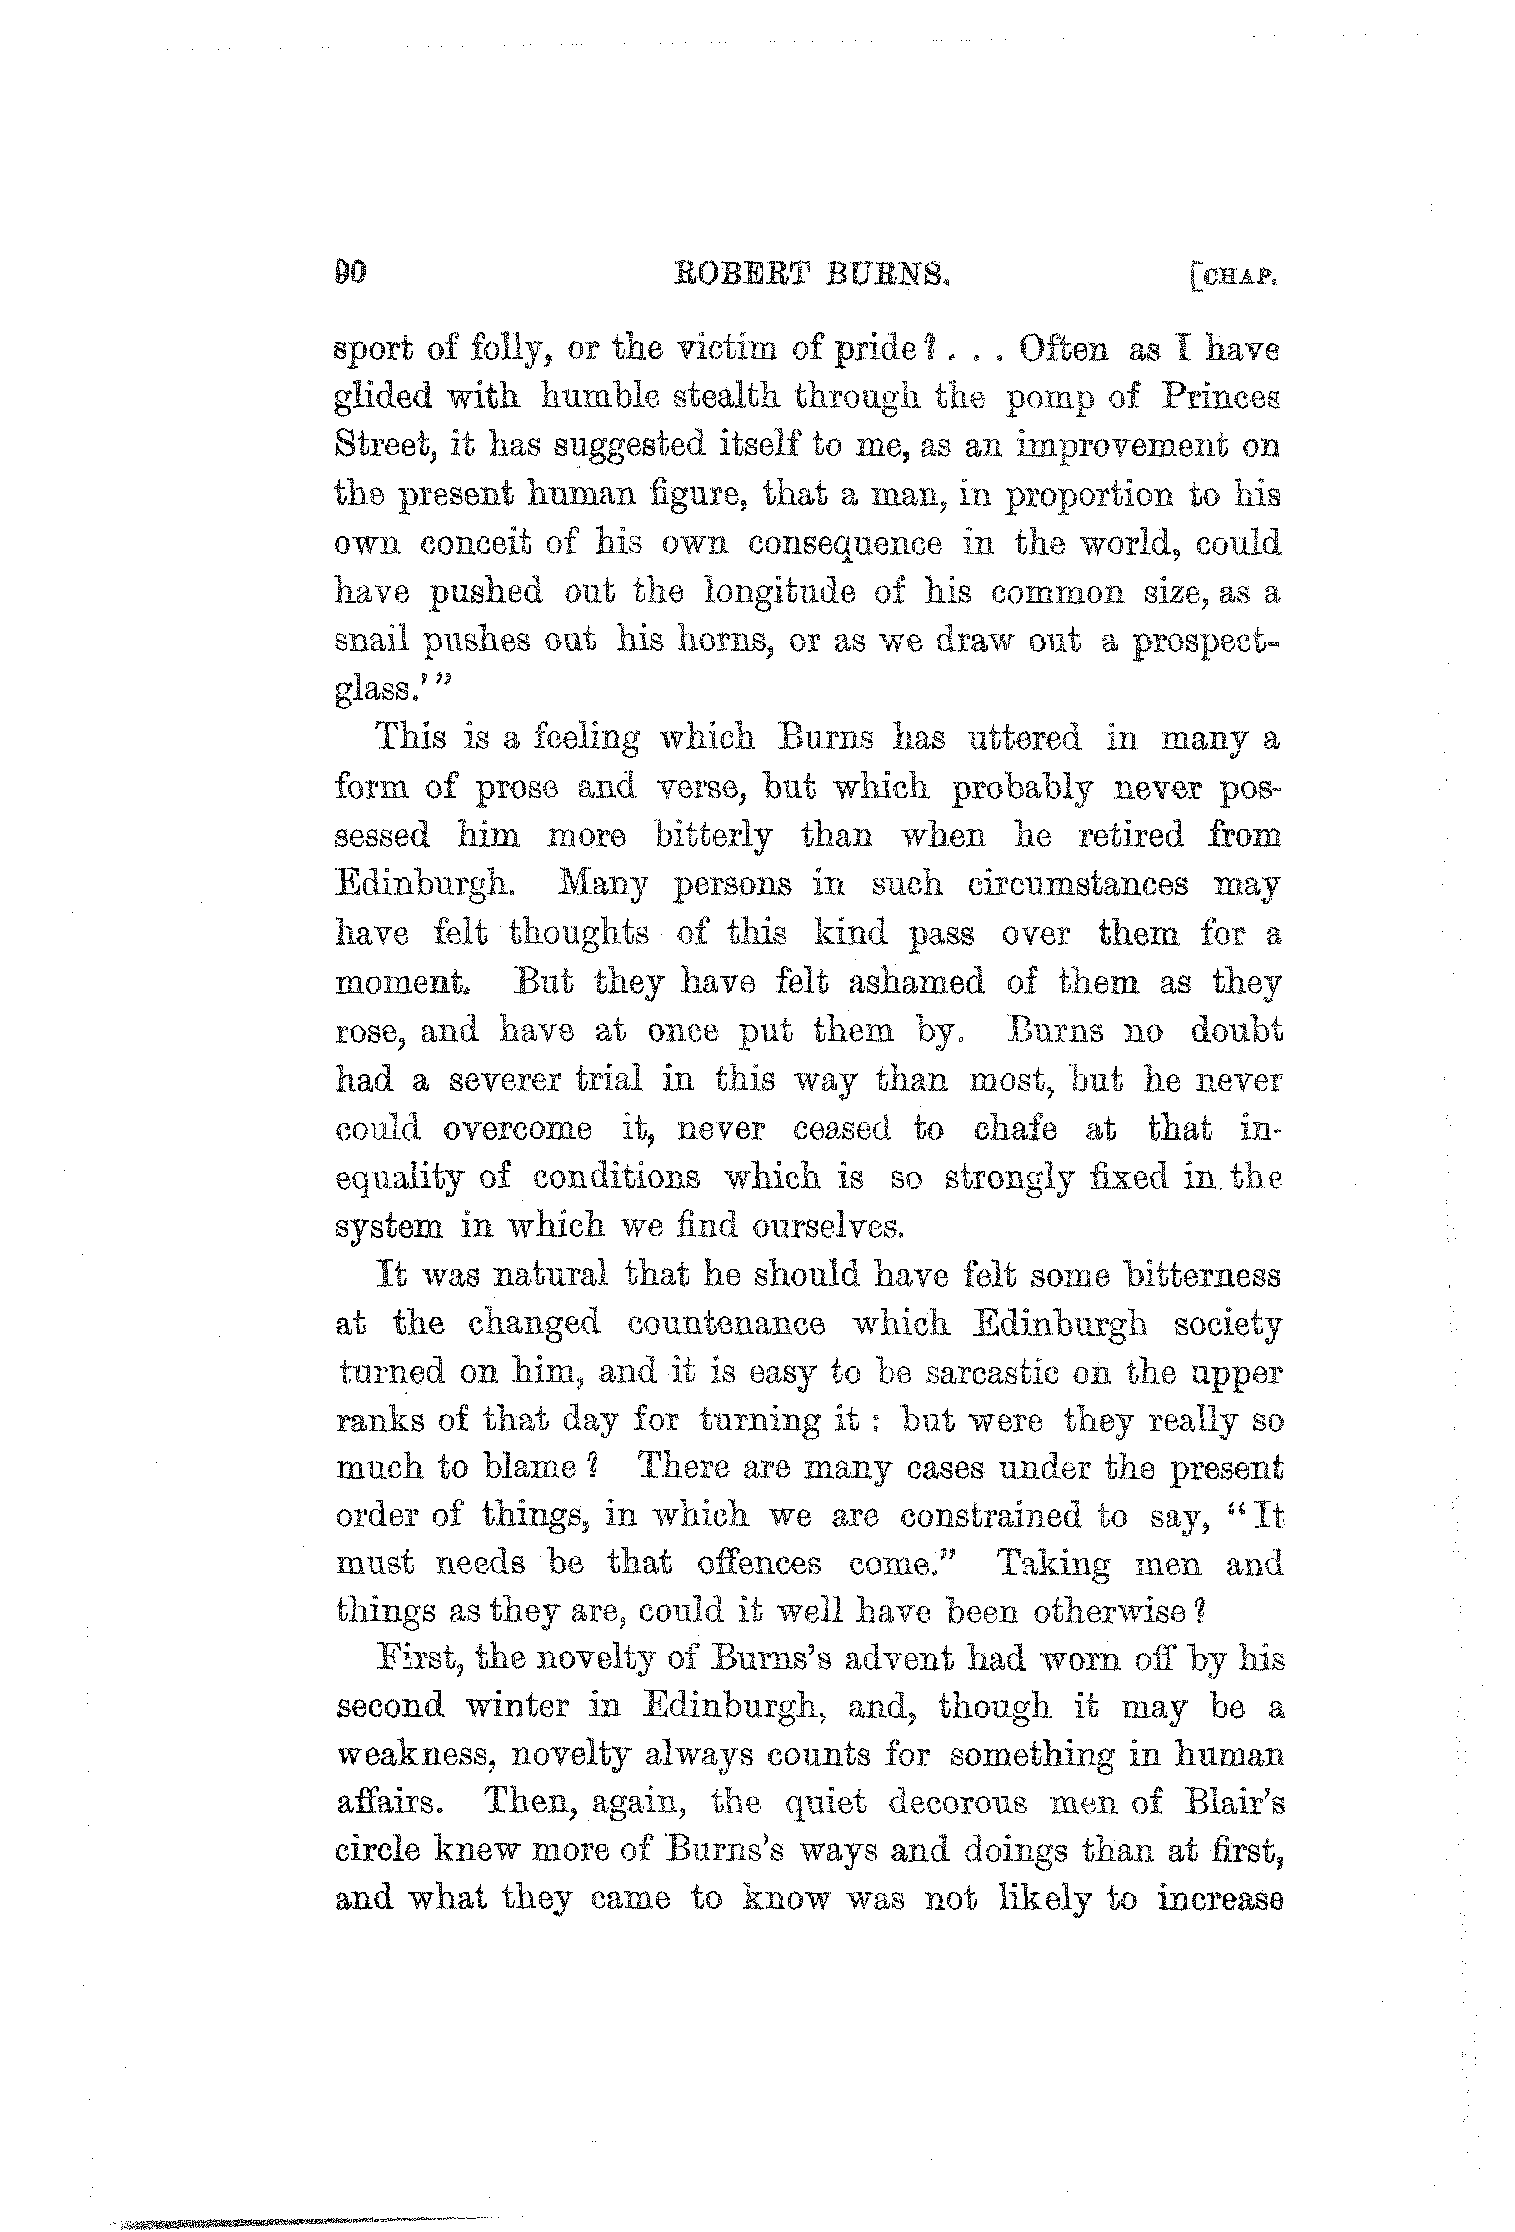 90 ROBERT BURNS. [CHAP.
sport of folly, or the victim of pride? . . . Often as I have
glided with humble stealth through the pomp of Princes
Street, it has suggested itself to me, as an improvement on
the present human figure, that a man, in proportion to his
own conceit of his own consequence in the world, could
have pushed out the longitude of his common size, as a
snail pushes out his horns, or as we draw out a prospect-
glass.'"
This is a feeling which Burns has uttered in many a
form of prose and verse, but which probably never pos-
sessed him more bitterly than when he retired from
Edinburgh. Many persons in such circumstances may
have felt thoughts of this kind pass over them for a
moment. But they have felt ashamed of them as they
rose, and have at once put them by. Burns no doubt
had a severer trial in this way than most, but he never
could overcome it, never ceased to chafe at that in-
equality of conditions which is so strongly fixed in the
system in which we find ourselves.
It was natural that he should have felt some bitterness
at the changed countenance which Edinburgh society
turned on him, and it is easy to be sarcastic on the upper
ranks of that day for turning it : but were they really so
much to blame ? There are many cases under the present
order of things, in which we are constrained to say, "It
must needs be that offences come." Taking men and
things as they are, could it well have been otherwise ?
First, the novelty of Burns's advent had worn off by his
second winter in Edinburgh, and, though it may be a
weakness, novelty always counts for something in human
affairs. Then, again, the quiet decorous men of Blair's
circle knew more of Burns's ways and doings than at first,
and what they came to know was not likely to increase